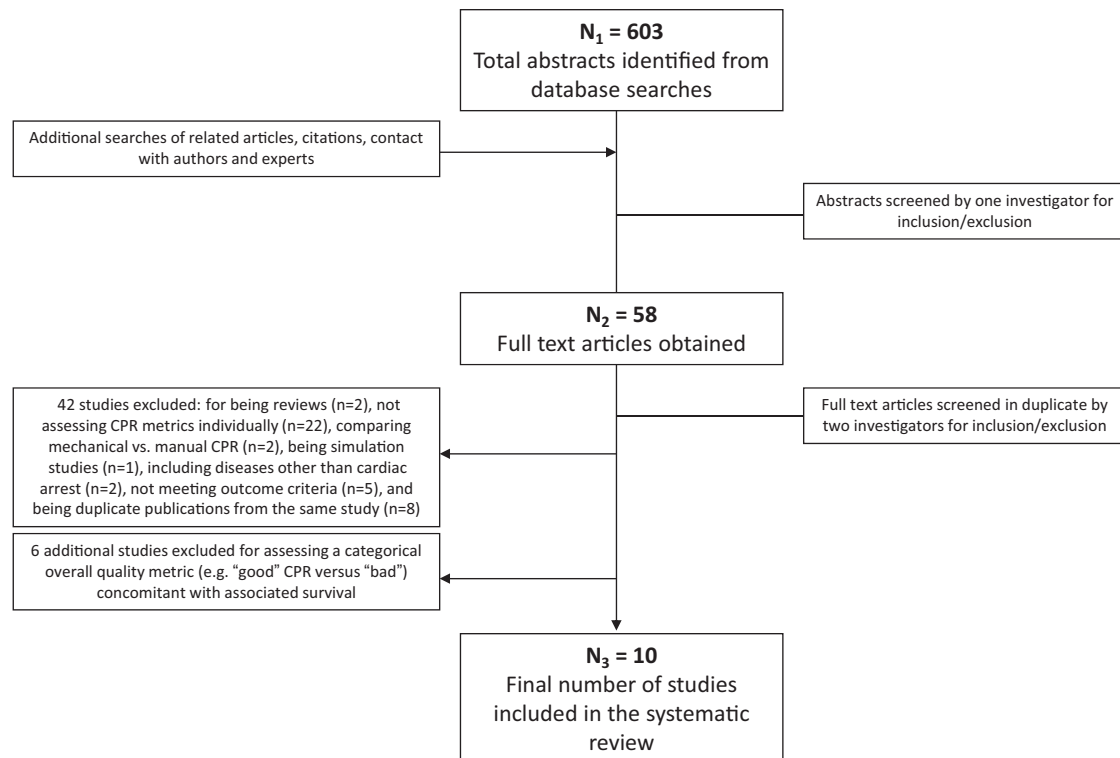 N₁ = 603
Total abstracts identified from
database searches
Additional searches of related articles, citations, contact
with authors and experts
Abstracts screened by one investigator for
inclusion/exclusion
N₂ = 58
Full text articles obtained
42 studies excluded: for being reviews (n=2), not
assessing CPR metrics individually (n=22), comparing
mechanical vs. manual CPR (n=2), being simulation
studies (n=1), including diseases other than cardiac
arrest (n=2), not meeting outcome criteria (n=5), and
being duplicate publications from the same study (n=8)
Full text articles screened in duplicate by
two investigators for inclusion/exclusion
6 additional studies excluded for assessing a categorical
overall quality metric (e.g. “good” CPR versus “bad”)
concomitant with associated survival
N₃ = 10
Final number of studies
included in the systematic
review